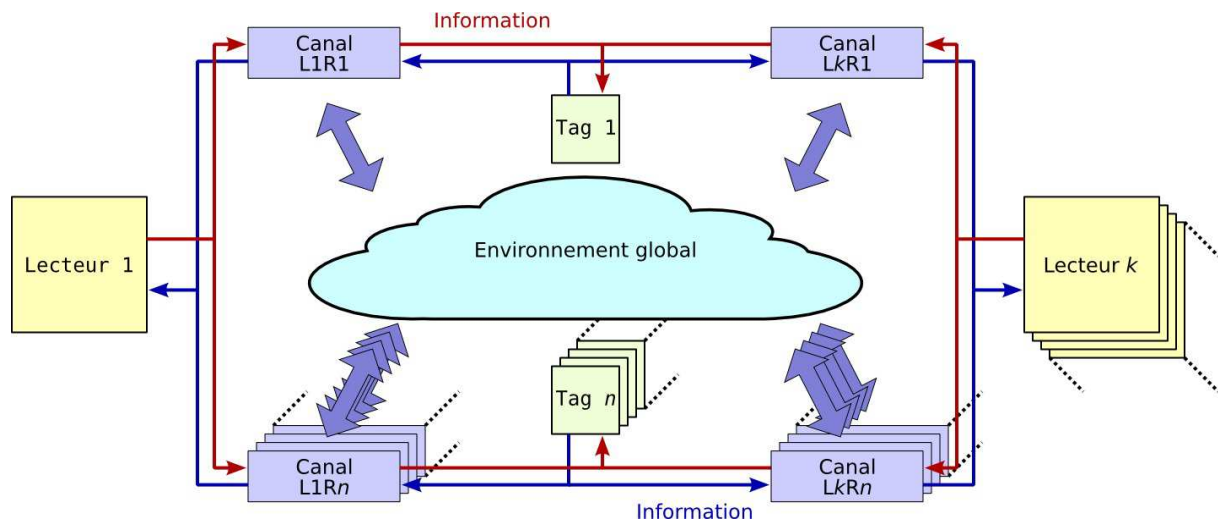 Information
Canal
L1R1
Canal
LkR1
Tag 1
Lecteur 1
Environnement global
Lecteur k
Tag n
Canal
L1Rn
Canal
LkRn
Information